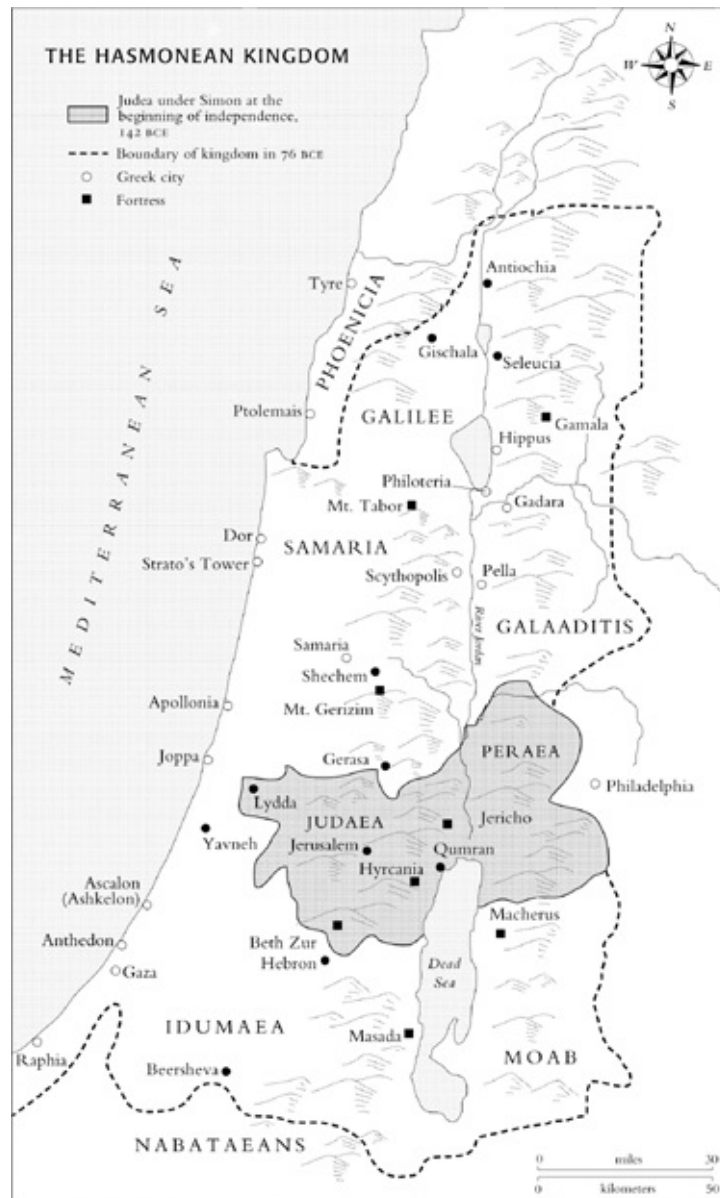 THE HASMONEAN KINGDOM
Judea under Simon at the
beginning of independence,
142 BCE
Boundary of kingdom in 76 BCE
Greek city
Fortress
N
W
E
S
MEDITERRANEAN SEA
PHOENICIA
Tyre
Antiochia
Gischala
Seleucia
Ptolemais
GALILEE
Gamala
Hippus
Philoteria
Mt. Tabor
Gadara
Dor
SAMARIA
Strato's Tower
Scythopolis
Pella
River Jordan
GALAADITIS
Samaria
Shechem
Mt. Gerizim
Apollonia
Joppa
Gerasa
PERAEA
Philadelphia
Lydda
JUDAEA
Jericho
Yavneh
Jerusalem
Qumran
Hyrcania
Ascalon
(Ashkelon)
Macherus
Anthedon
Beth Zur
Hebron
Gaza
Dead
Sea
IDUMAEA
Masada
MOAB
Raphia
Beersheva
NABATAEANS
0
miles
30
0
kilometers
50